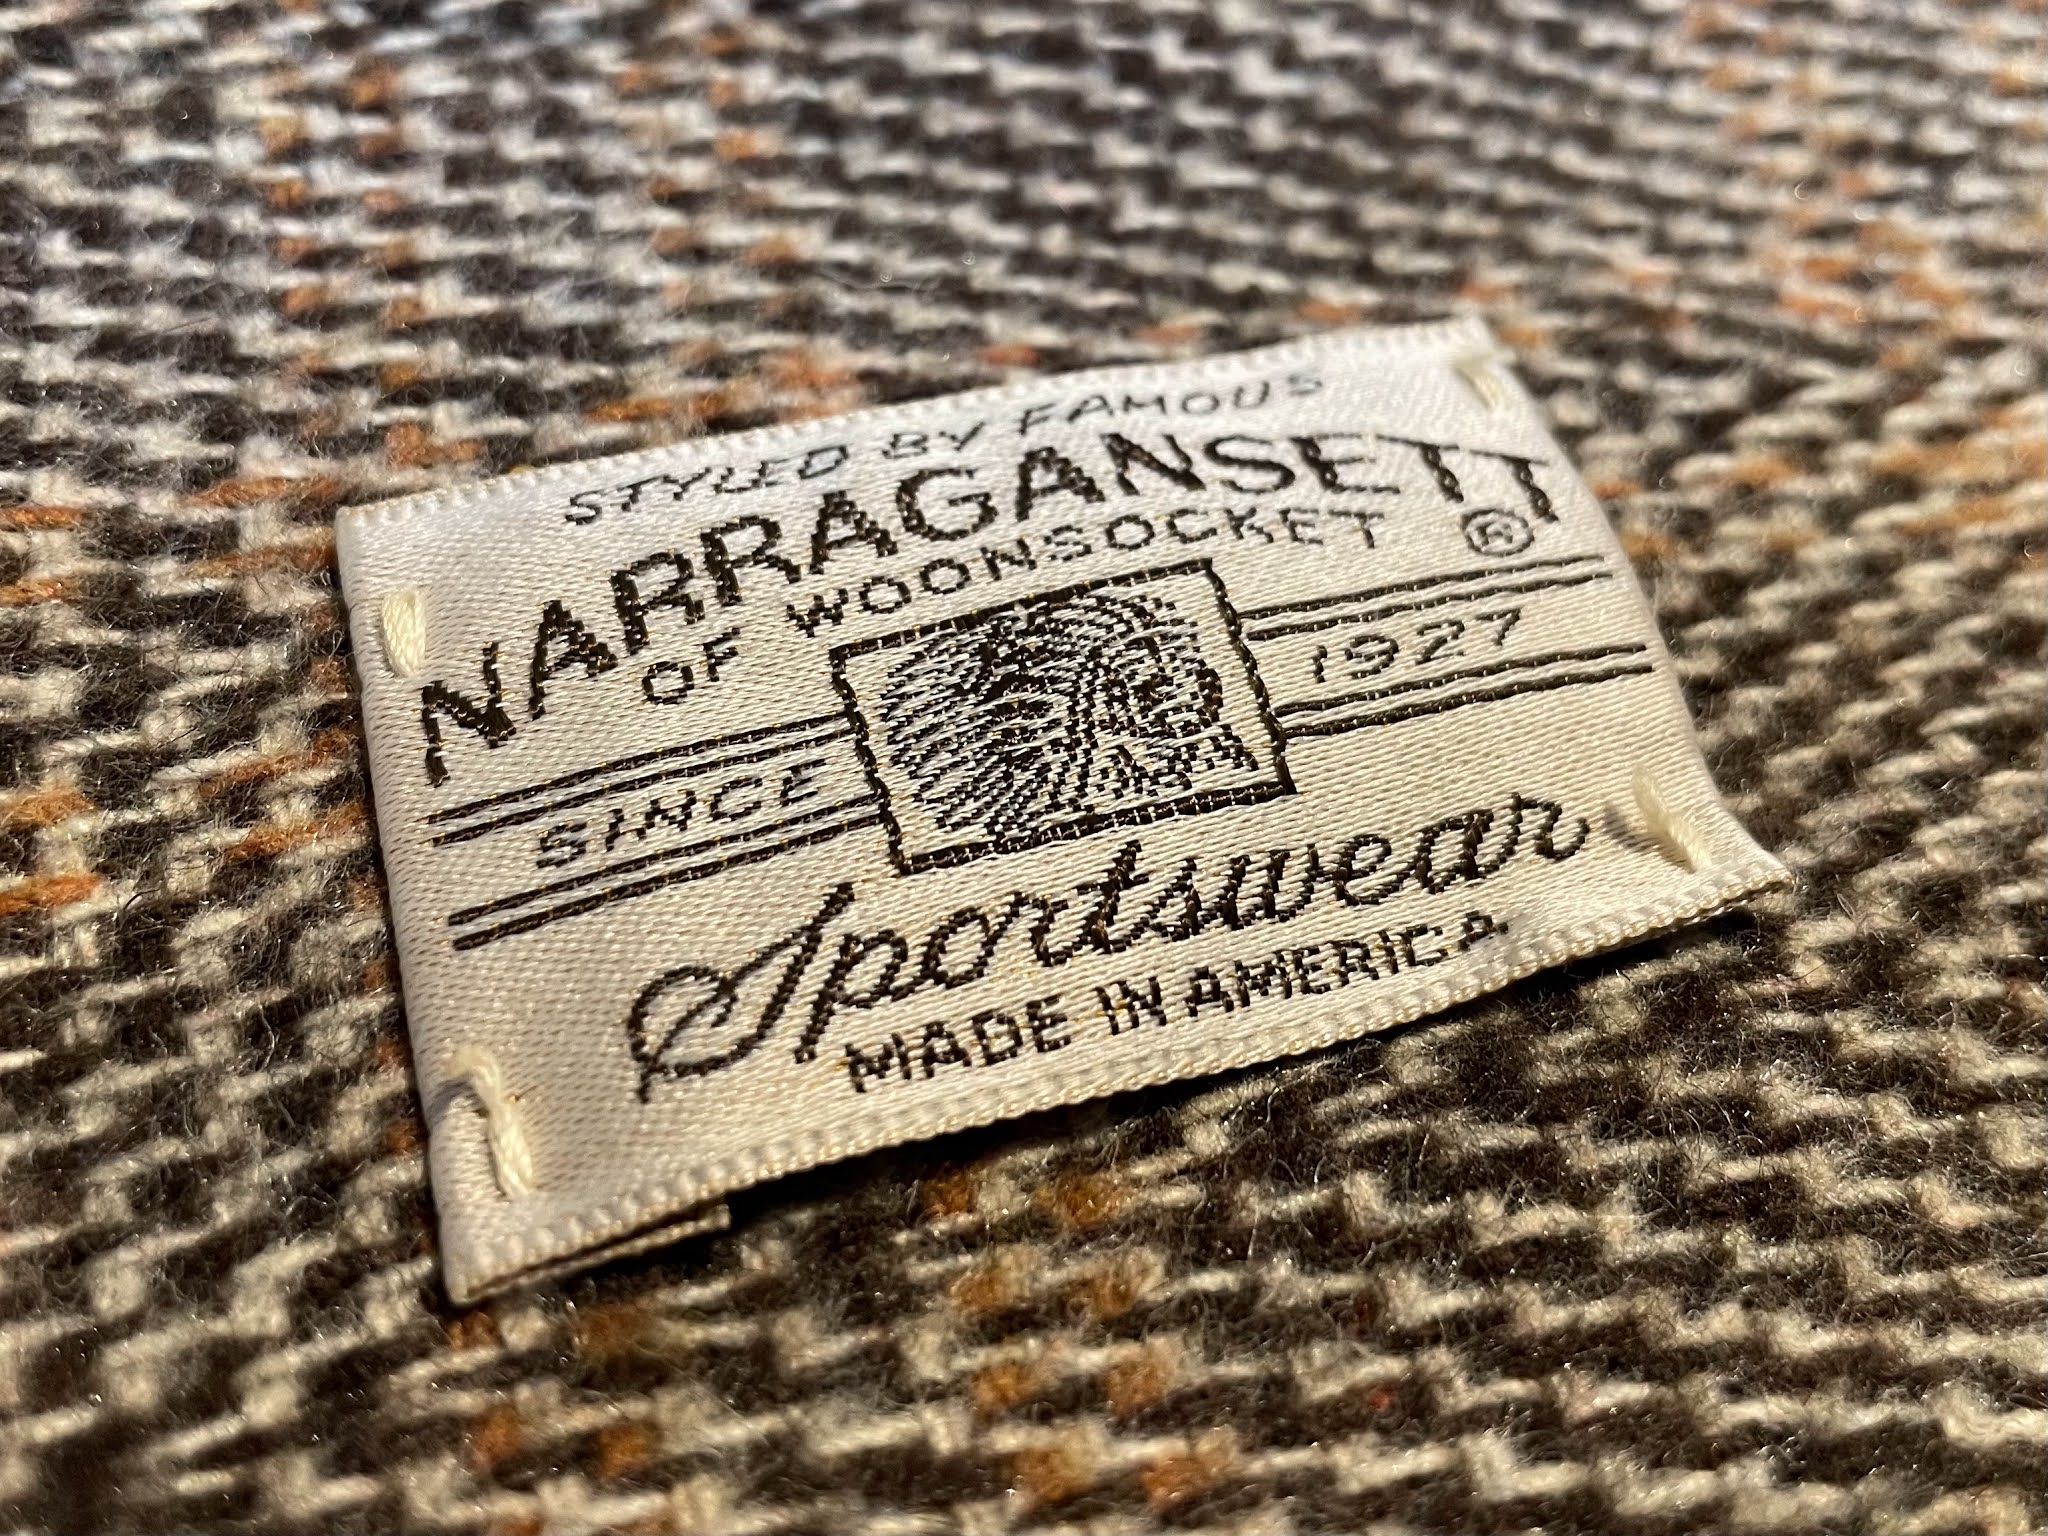 STYLED BY FAMOUS
NARRAGANSETT
OF WOONSOCKET ®
SINCE 1927
Sportswear
MADE IN AMERICA